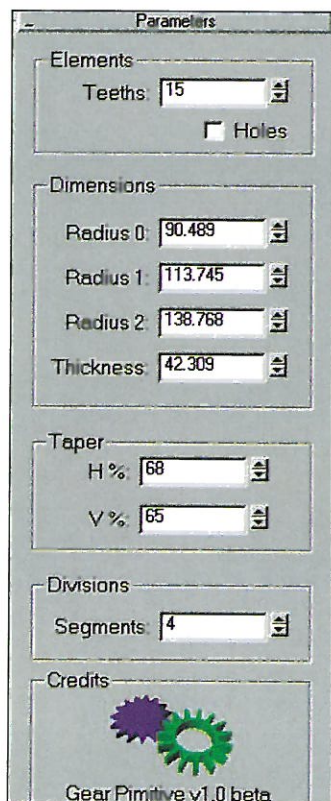 - Parameters
Elements
Teeths: 15
Holes
Dimensions
Radius 0: 90.489
Radius 1: 113.745
Radius 2: 138.768
Thickness: 42.309
Taper
H %: 68
V %: 65
Divisions
Segments: 4
Credits
Gear Pimitive v1.0 beta